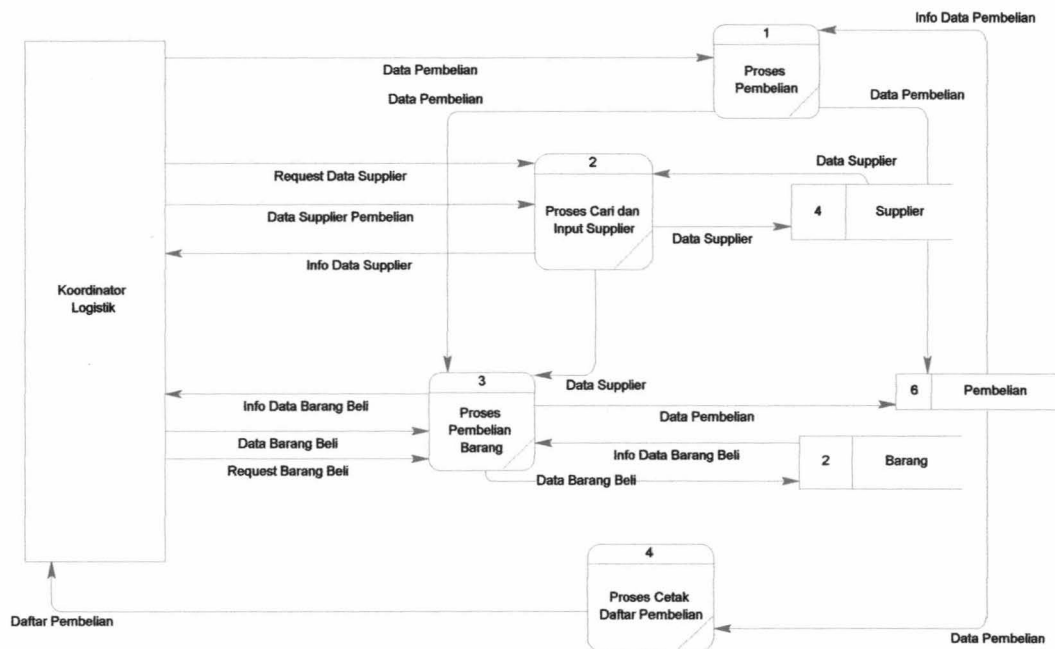 Info Data Pembelian
1
Proses
Pembelian
Data Pembelian
Data Pembelian
Data Pembelian
2
Proses Cari dan
Input Supplier
Request Data Supplier
Data Supplier
Data Supplier Pembelian
4
Supplier
Data Supplier
Info Data Supplier
Koordinator
Logistik
3
Proses
Pembelian
Barang
Data Supplier
Info Data Barang Beli
6
Pembelian
Data Pembelian
Data Barang Beli
Info Data Barang Beli
2
Barang
Request Barang Beli
Data Barang Beli
4
Proses Cetak
Daftar Pembelian
Daftar Pembelian
Data Pembelian